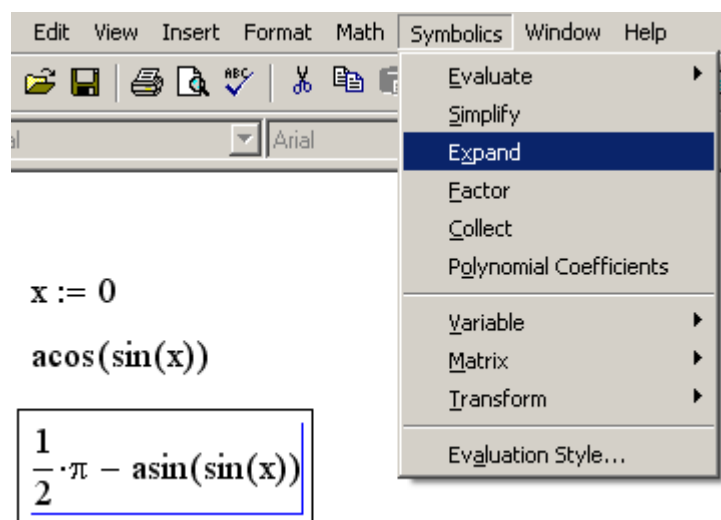 Edit View Insert Format Math Symbolics Window Help
ABC
Arial
Evaluate
Simplify
Expand
Factor
Collect
Polynomial Coefficients
Variable
Matrix
Transform
Evaluation Style...
x := 0
acos(sin(x))
1/2·π − asin(sin(x))